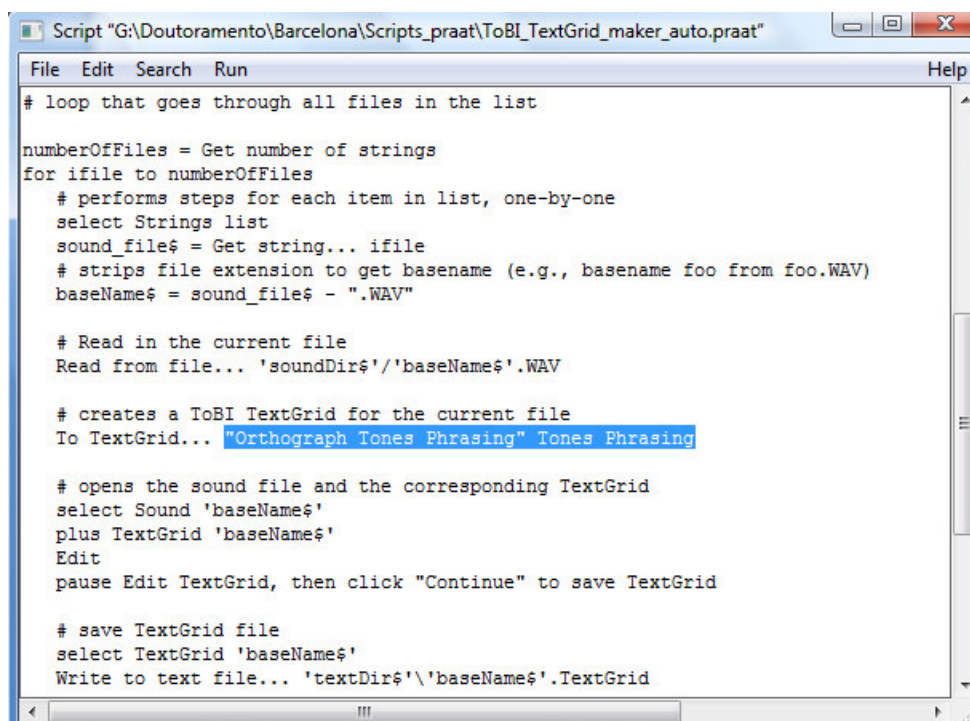 Script "G:\Doutoramento\Barcelona\Scripts_praat\ToBI_TextGrid_maker_auto.praat"
File Edit Search Run Help
# loop that goes through all files in the list
numberOfFiles = Get number of strings
for ifile to numberOfFiles
# performs steps for each item in list, one-by-one
select Strings list
sound_file$ = Get string... ifile
# strips file extension to get basename (e.g., basename foo from foo.WAV)
baseName$ = sound_file$ - ".WAV"
# Read in the current file
Read from file... 'soundDir$'/'baseName$'.WAV
# creates a ToBI TextGrid for the current file
To TextGrid... "Orthograph Tones Phrasing" Tones Phrasing
# opens the sound file and the corresponding TextGrid
select Sound 'baseName$'
plus TextGrid 'baseName$'
Edit
pause Edit TextGrid, then click "Continue" to save TextGrid
# save TextGrid file
select TextGrid 'baseName$'
Write to text file... 'textDir$'\'baseName$'.TextGrid